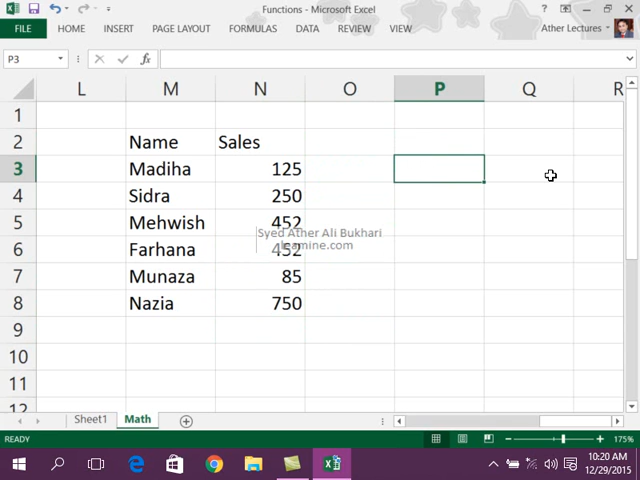 Functions - Microsoft Excel
FILE HOME INSERT PAGE LAYOUT FORMULAS DATA REVIEW VIEW Ather Lectures
P3
L M N O P Q R
1
2 Name Sales
3 Madiha 125
4 Sidra 250
5 Mehwish 452
Syed Ather Ali Bukhari
learnine.com
6 Farhana 452
7 Munaza 85
8 Nazia 750
9
10
11
12
Sheet1 Math
READY 175%
10:20 AM
12/29/2015